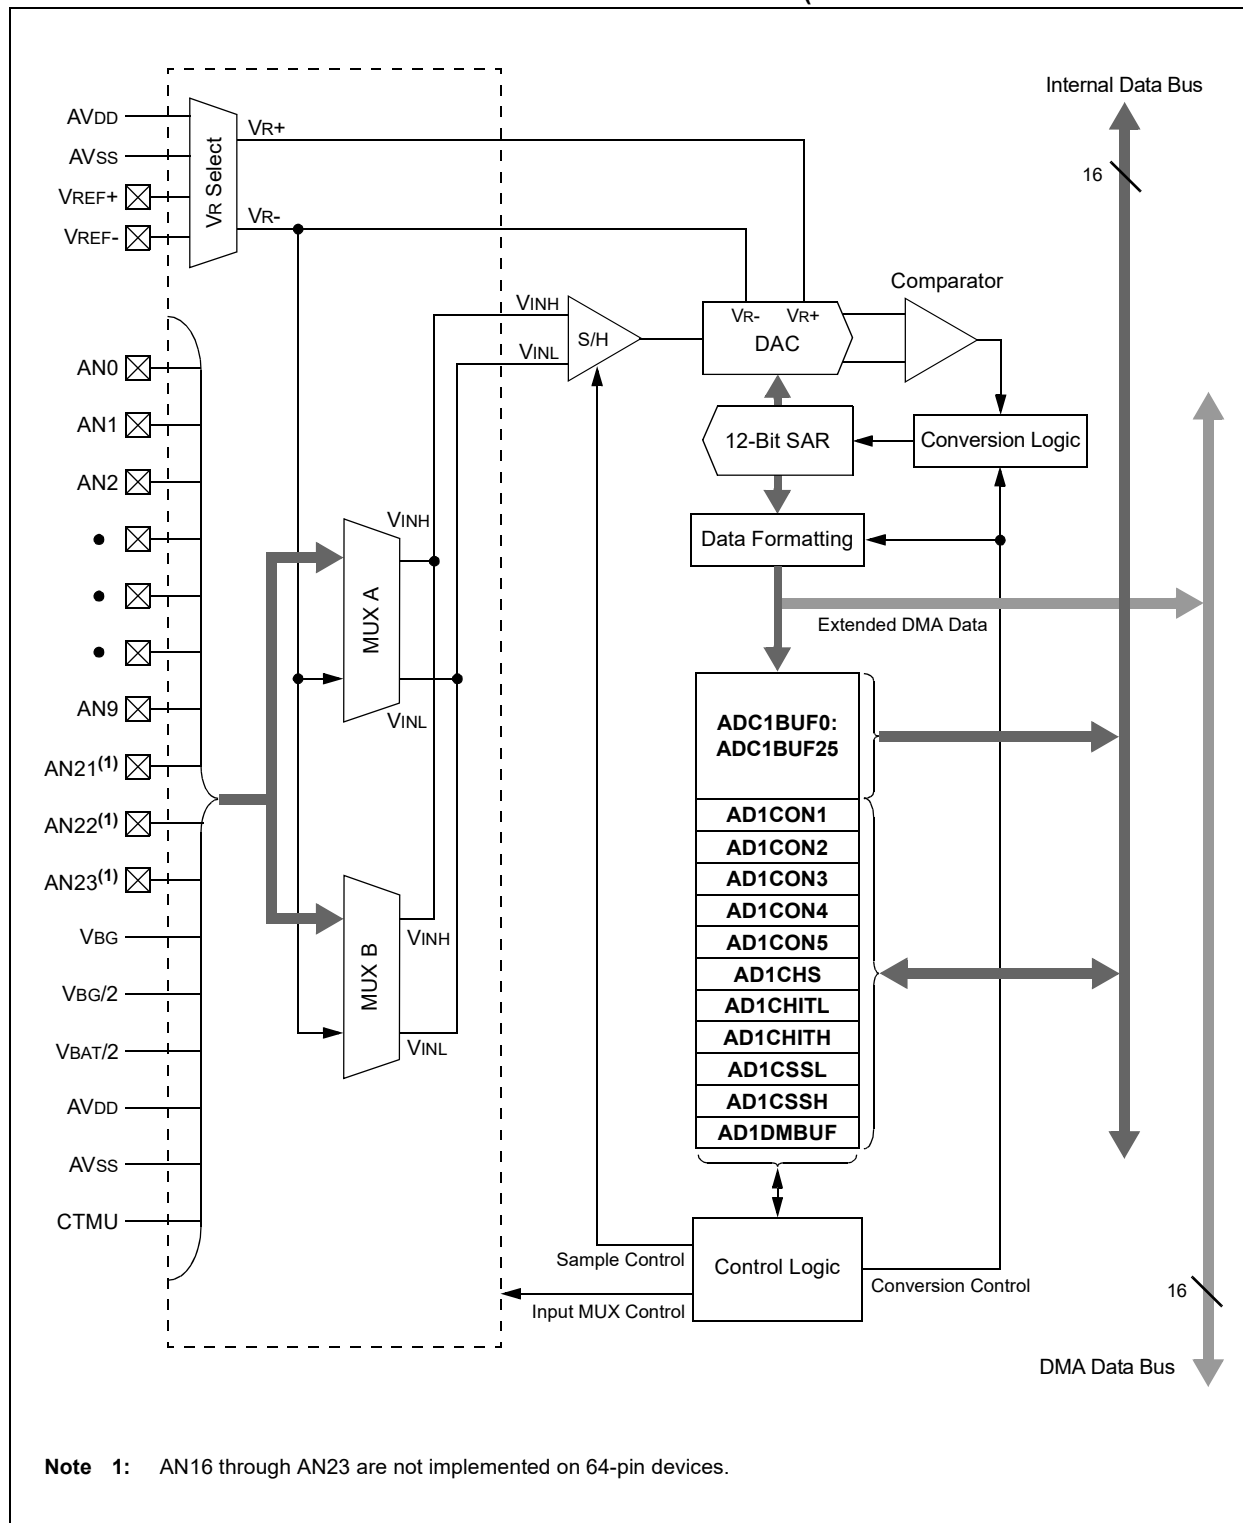 Internal Data Bus
AVDD
AVSS
VREF+
VREF-
VR Select
VR+
VR-
16
Comparator
VINH
VINL
S/H
VR- VR+
DAC
AN0
AN1
AN2
AN9
AN21(1)
AN22(1)
AN23(1)
VBG
VBG/2
VBAT/2
AVDD
AVSS
CTMU
12-Bit SAR
Conversion Logic
Data Formatting
Extended DMA Data
VINH
MUX A
VINL
MUX B
VINH
VINL
ADC1BUF0:
ADC1BUF25
AD1CON1
AD1CON2
AD1CON3
AD1CON4
AD1CON5
AD1CHS
AD1CHITL
AD1CHITH
AD1CSSL
AD1CSSH
AD1DMBUF
Sample Control
Control Logic
Conversion Control
Input MUX Control
16
DMA Data Bus
Note 1: AN16 through AN23 are not implemented on 64-pin devices.